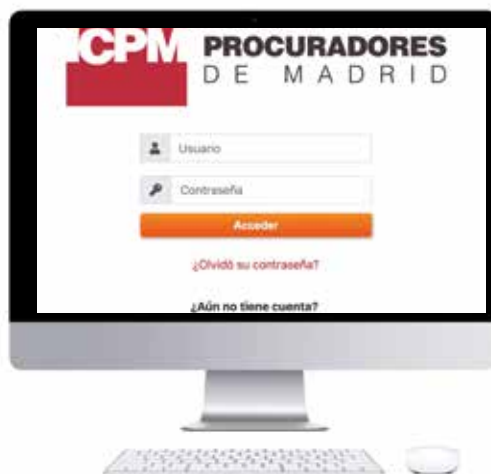 ICPM PROCURADORES
DE MADRID
Usuario
Contraseña
Acceder
¿Olvidó su contraseña?
¿Aún no tiene cuenta?